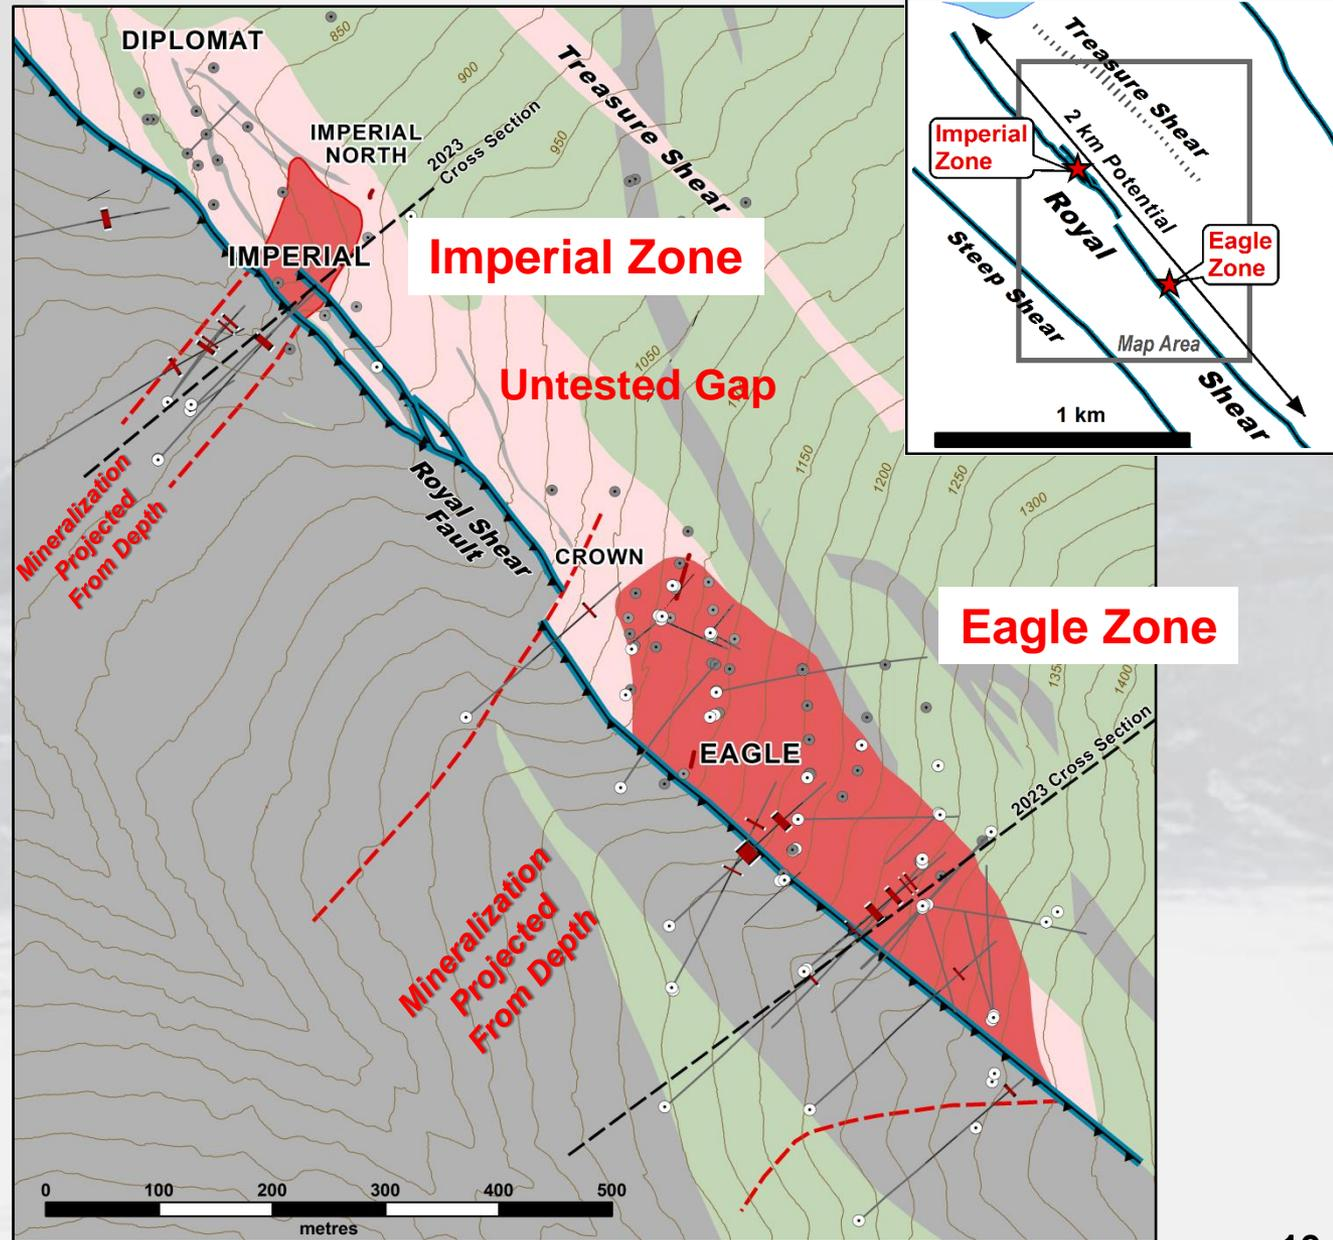 DIPLOMAT
850
900
950
IMPERIAL
NORTH
2023
Cross Section
Treasure Shear
IMPERIAL
Imperial Zone
Untested Gap
1050
1150
1200
1250
1300
Mineralization
Projected
From Depth
Royal Shear
Fault
CROWN
Eagle Zone
1400
EAGLE
2023 Cross Section
Mineralization
Projected
From Depth
0 100 200 300 400 500
metres
Treasure Shear
Imperial
Zone
2 km Potential
Royal
Shear
Eagle
Zone
Steep Shear
Map Area
1 km